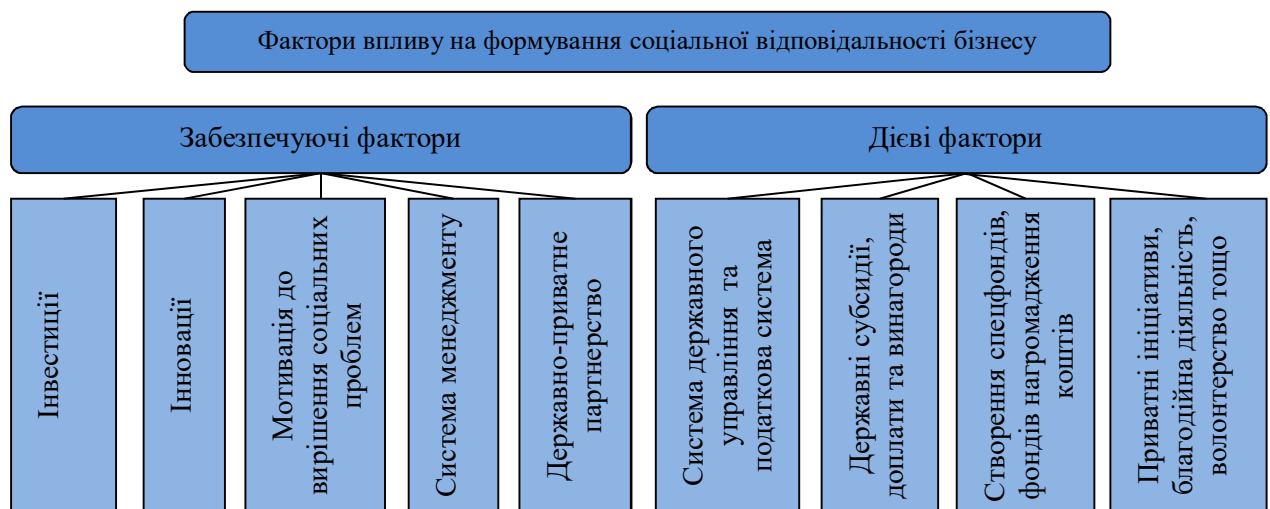 Фактори впливу на формування соціальної відповідальності бізнесу
Забезпечуючі фактори
Дієві фактори
Інвестиції
Інновації
Мотивація до
вирішення соціальних
проблем
Система менеджменту
Державно-приватне
партнерство
Система державного
управління та
податкова система
Державні субсидії,
доплати та винагороди
Створення спецфондів,
фондів нагромадження
коштів
Приватні ініціативи,
благодійна діяльність,
волонтерство тощо